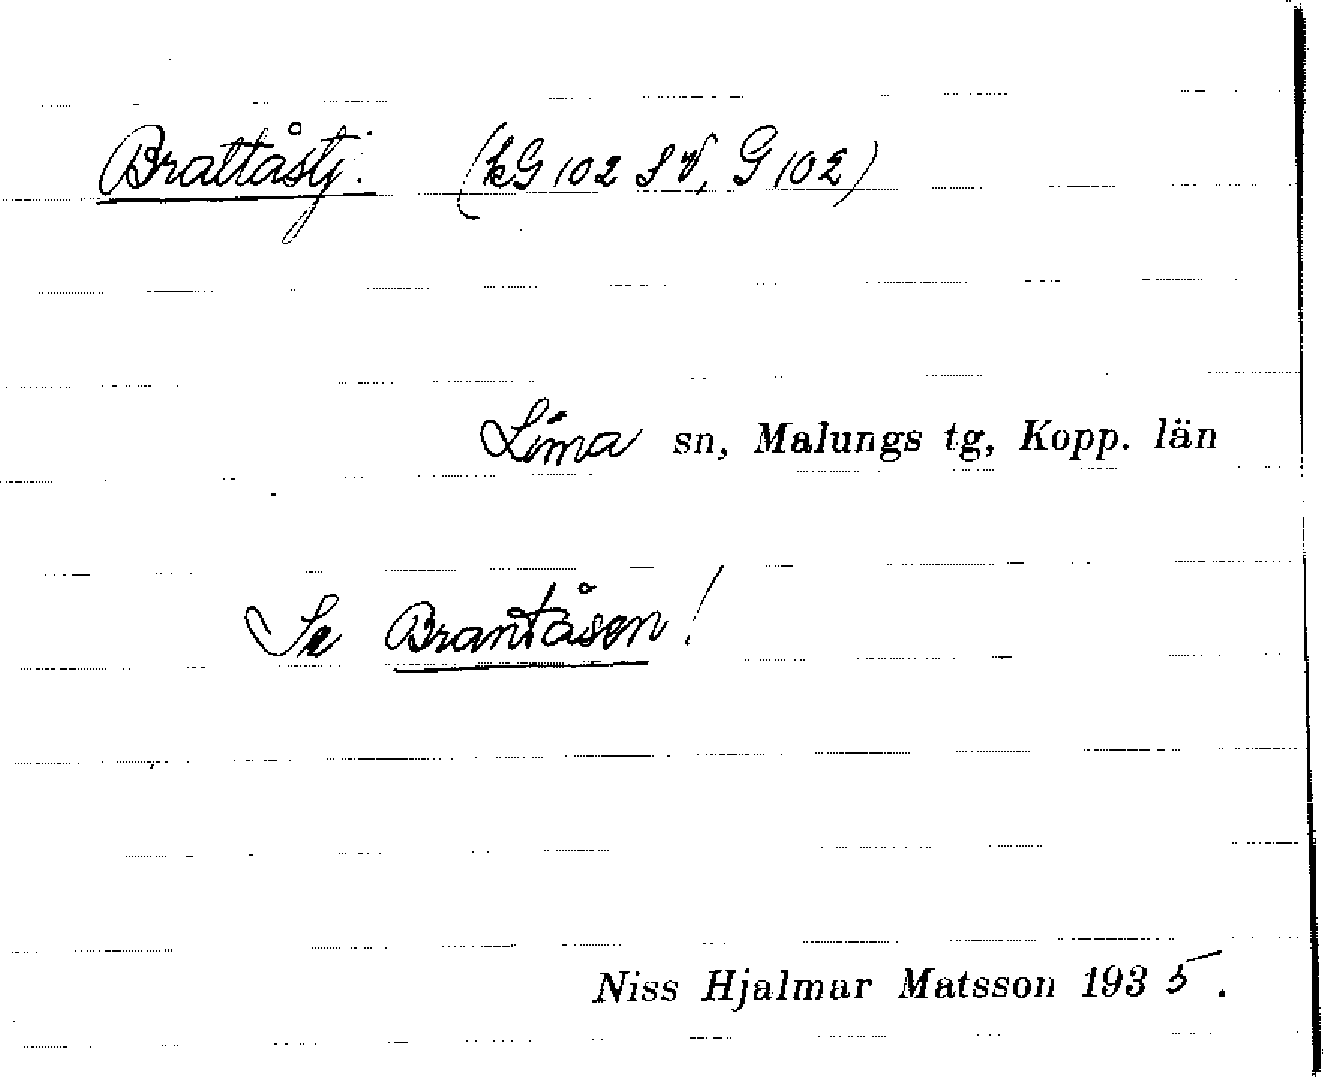 Brattåstj. (kG 102 SV, G 102)
Lima sn, Malungs tg, Kopp. län
Se Brantåsen!
Niss Hjalmar Matsson 1935.